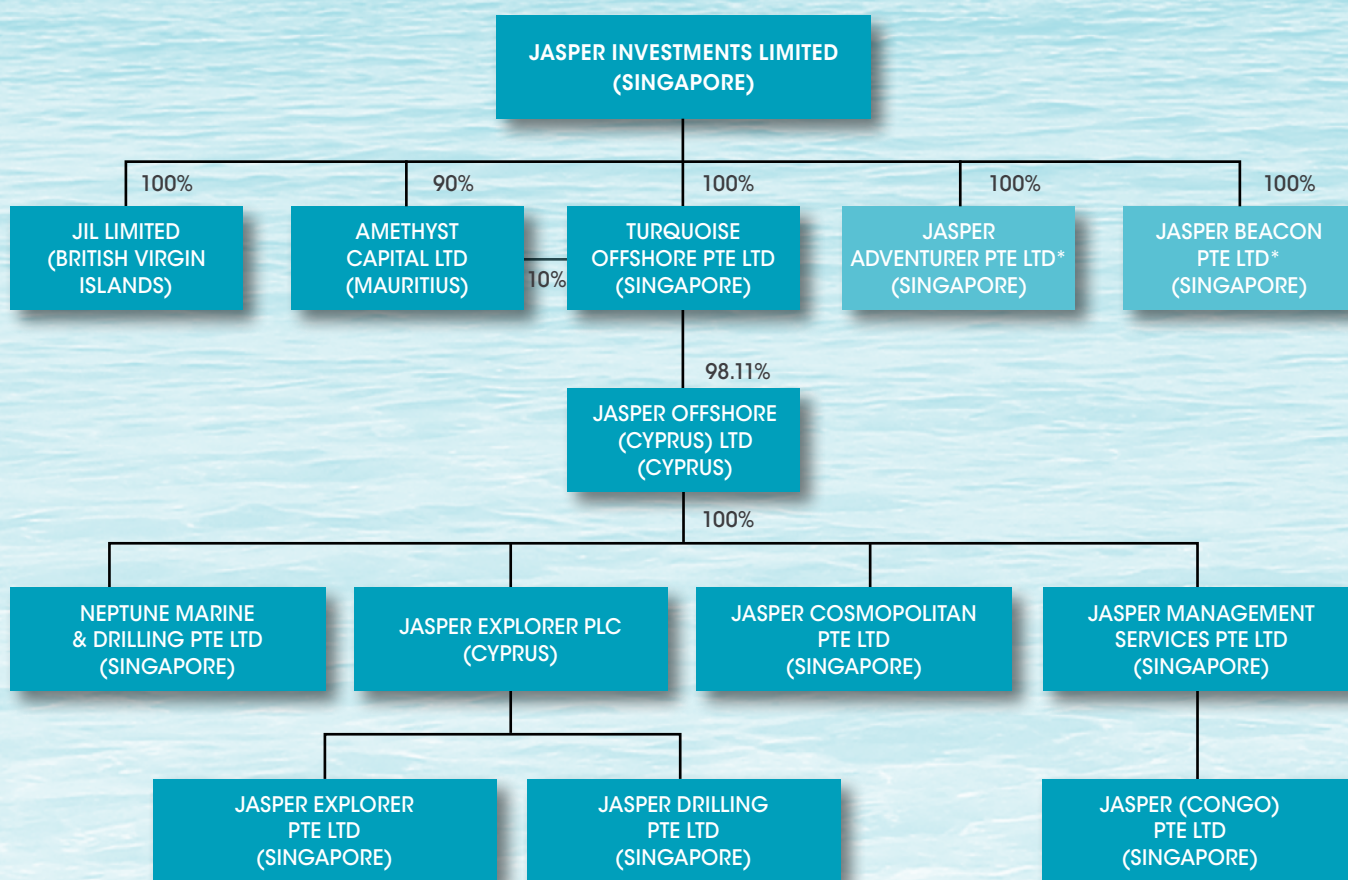 JASPER INVESTMENTS LIMITED
(SINGAPORE)
100%
90%
100%
100%
100%
JIL LIMITED
(BRITISH VIRGIN
ISLANDS)
AMETHYST
CAPITAL LTD
(MAURITIUS)
10%
TURQUOISE
OFFSHORE PTE LTD
(SINGAPORE)
JASPER
ADVENTURER PTE LTD*
(SINGAPORE)
JASPER BEACON
PTE LTD*
(SINGAPORE)
98.11%
JASPER OFFSHORE
(CYPRUS) LTD
(CYPRUS)
100%
NEPTUNE MARINE
& DRILLING PTE LTD
(SINGAPORE)
JASPER EXPLORER PLC
(CYPRUS)
JASPER COSMOPOLITAN
PTE LTD
(SINGAPORE)
JASPER MANAGEMENT
SERVICES PTE LTD
(SINGAPORE)
JASPER EXPLORER
PTE LTD
(SINGAPORE)
JASPER DRILLING
PTE LTD
(SINGAPORE)
JASPER (CONGO)
PTE LTD
(SINGAPORE)